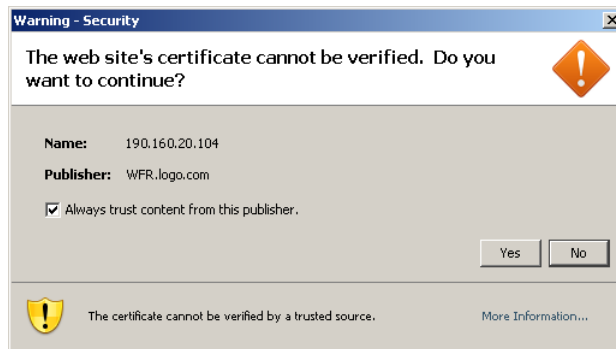 Warning - Security
The web site's certificate cannot be verified. Do you
want to continue?
Name: 190.160.20.104
Publisher: WFR.logo.com
Always trust content from this publisher.
Yes No
The certificate cannot be verified by a trusted source. More Information...